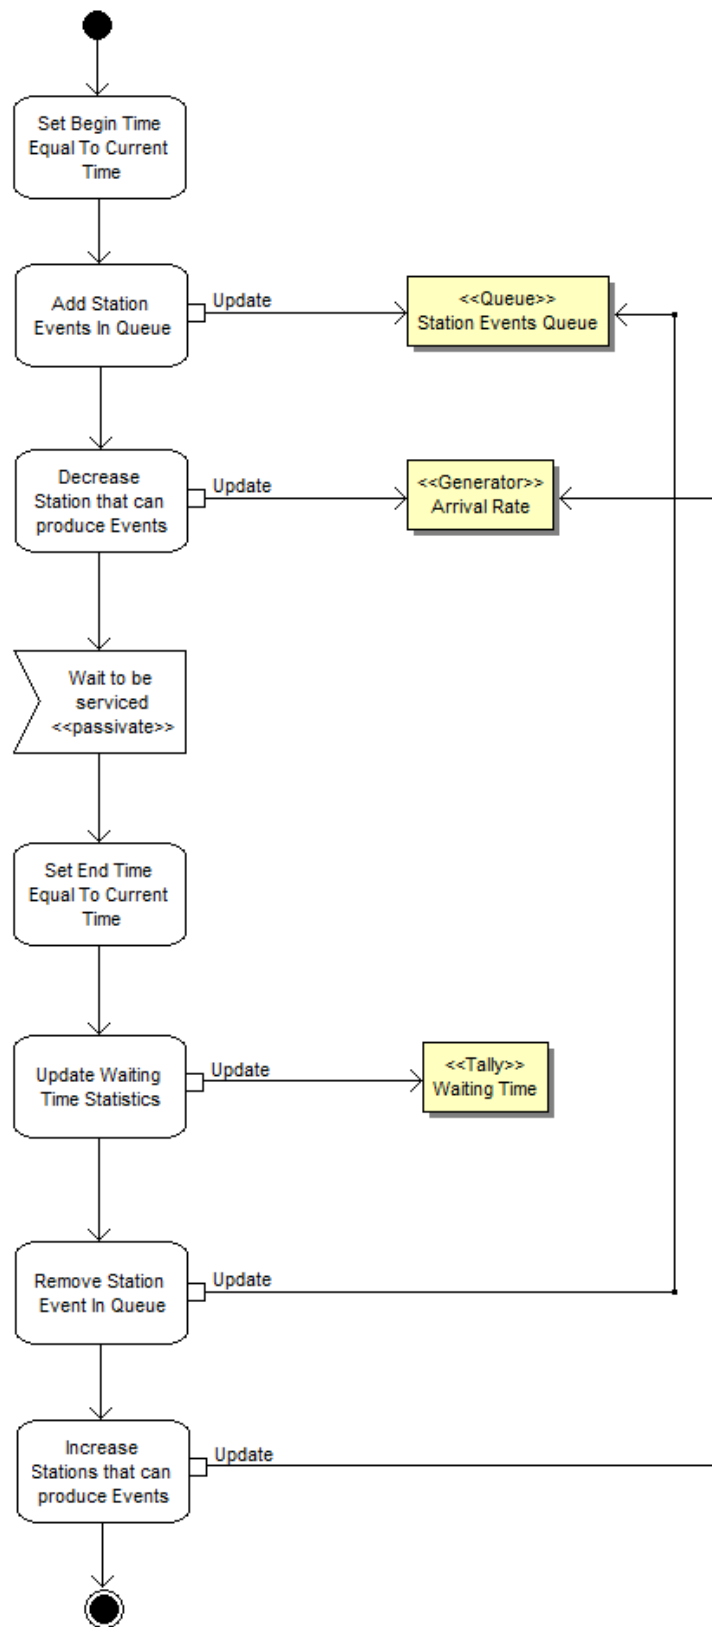 Set Begin Time
Equal To Current
Time
Add Station
Events In Queue
Update
<<Queue>>
Station Events Queue
Decrease
Station that can
produce Events
Update
<<Generator>>
Arrival Rate
Wait to be
serviced
<<passivate>>
Set End Time
Equal To Current
Time
Update Waiting
Time Statistics
Update
<<Tally>>
Waiting Time
Remove Station
Event In Queue
Update
Increase
Stations that can
produce Events
Update